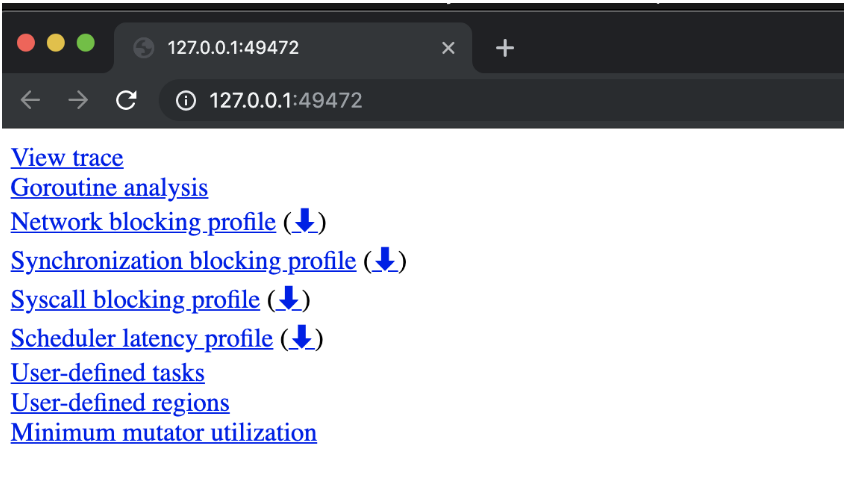 127.0.0.1:49472
127.0.0.1:49472
View trace
Goroutine analysis
Network blocking profile (⬇)
Synchronization blocking profile (⬇)
Syscall blocking profile (⬇)
Scheduler latency profile (⬇)
User-defined tasks
User-defined regions
Minimum mutator utilization